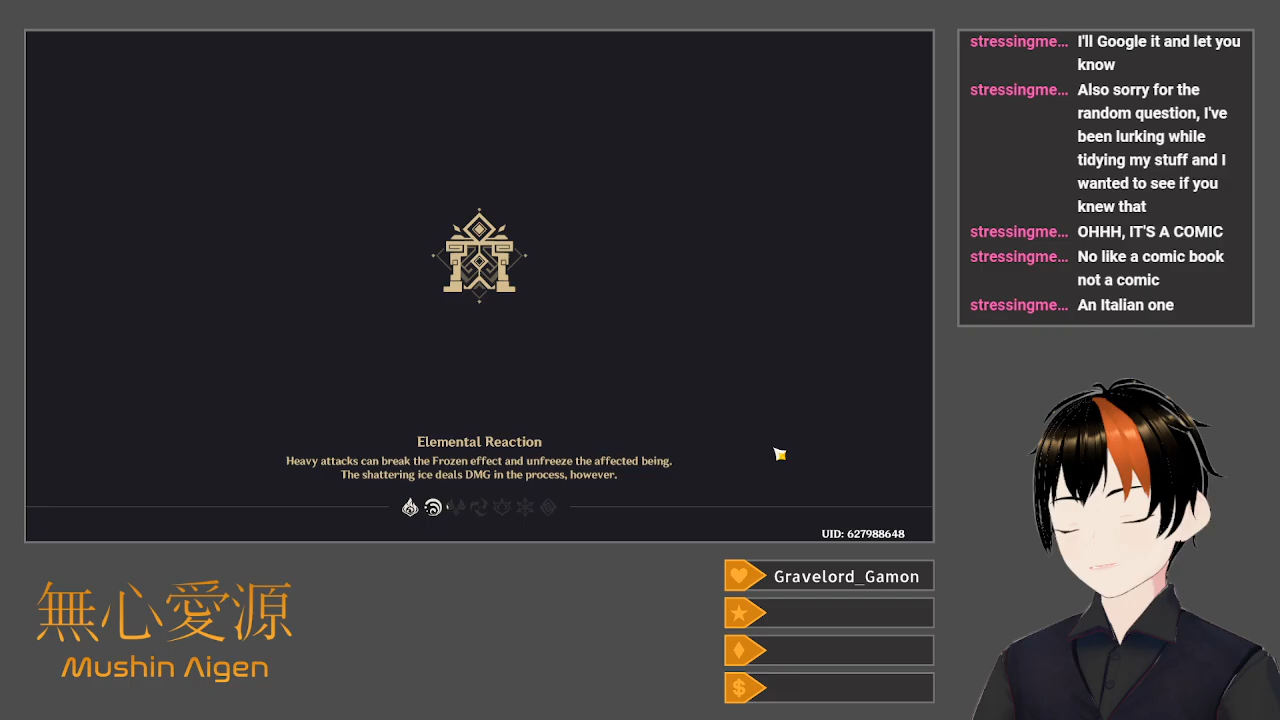 stressingme... I'll Google it and let you
know
stressingme... Also sorry for the
random question, I've
been lurking while
tidying my stuff and I
wanted to see if you
knew that
stressingme... OHHH, IT'S A COMIC
stressingme... No like a comic book
not a comic
stressingme... An Italian one
Elemental Reaction
Heavy attacks can break the Frozen effect and unfreeze the affected being.
The shattering ice deals DMG in the process, however.
UID: 627988648
Gravelord_Gamon
$
無心愛源
Mushin Aigen